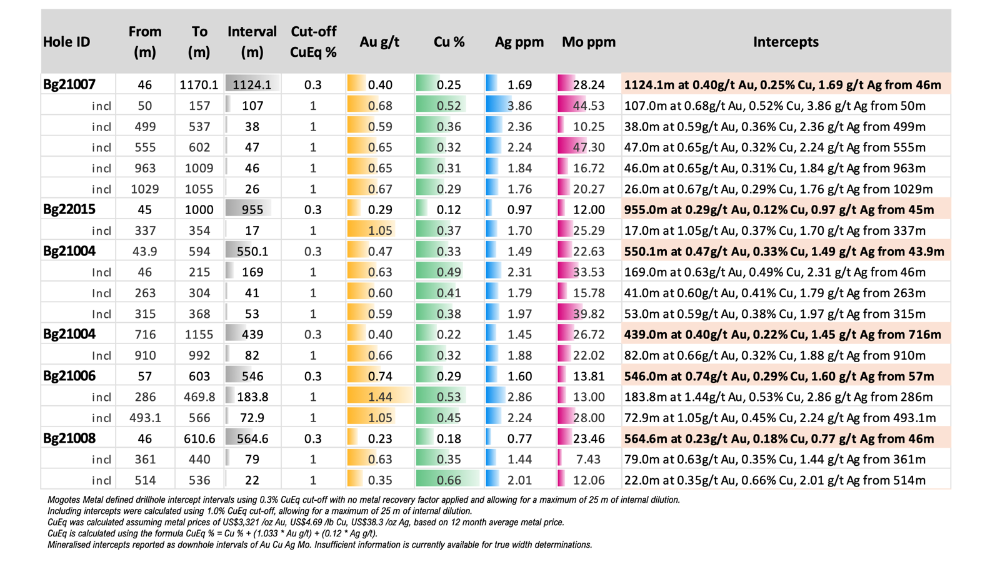 Hole ID From (m) To (m) Interval (m) Cut-off CuEq % Au g/t Cu % Ag ppm Mo ppm Intercepts
Bg21007 46 1170.1 1124.1 0.3 0.40 0.25 1.69 28.24 1124.1m at 0.40g/t Au, 0.25% Cu, 1.69 g/t Ag from 46m
incl 50 157 107 1 0.68 0.52 3.86 44.53 107.0m at 0.68g/t Au, 0.52% Cu, 3.86 g/t Ag from 50m
incl 499 537 38 1 0.59 0.36 2.36 10.25 38.0m at 0.59g/t Au, 0.36% Cu, 2.36 g/t Ag from 499m
incl 555 602 47 1 0.65 0.32 2.24 47.30 47.0m at 0.65g/t Au, 0.32% Cu, 2.24 g/t Ag from 555m
incl 963 1009 46 1 0.65 0.31 1.84 16.72 46.0m at 0.65g/t Au, 0.31% Cu, 1.84 g/t Ag from 963m
incl 1029 1055 26 1 0.67 0.29 1.76 20.27 26.0m at 0.67g/t Au, 0.29% Cu, 1.76 g/t Ag from 1029m
Bg22015 45 1000 955 0.3 0.29 0.12 0.97 12.00 955.0m at 0.29g/t Au, 0.12% Cu, 0.97 g/t Ag from 45m
incl 337 354 17 1 1.05 0.37 1.70 25.29 17.0m at 1.05g/t Au, 0.37% Cu, 1.70 g/t Ag from 337m
Bg21004 43.9 594 550.1 0.3 0.47 0.33 1.49 22.63 550.1m at 0.47g/t Au, 0.33% Cu, 1.49 g/t Ag from 43.9m
Incl 46 215 169 1 0.63 0.49 2.31 33.53 169.0m at 0.63g/t Au, 0.49% Cu, 2.31 g/t Ag from 46m
Incl 263 304 41 1 0.60 0.41 1.79 15.78 41.0m at 0.60g/t Au, 0.41% Cu, 1.79 g/t Ag from 263m
Incl 315 368 53 1 0.59 0.38 1.97 39.82 53.0m at 0.59g/t Au, 0.38% Cu, 1.97 g/t Ag from 315m
Bg21004 716 1155 439 0.3 0.40 0.22 1.45 26.72 439.0m at 0.40g/t Au, 0.22% Cu, 1.45 g/t Ag from 716m
Incl 910 992 82 1 0.66 0.32 1.88 22.02 82.0m at 0.66g/t Au, 0.32% Cu, 1.88 g/t Ag from 910m
Bg21006 57 603 546 0.3 0.74 0.29 1.60 13.81 546.0m at 0.74g/t Au, 0.29% Cu, 1.60 g/t Ag from 57m
incl 286 469.8 183.8 1 1.44 0.53 2.86 13.00 183.8m at 1.44g/t Au, 0.53% Cu, 2.86 g/t Ag from 286m
incl 493.1 566 72.9 1 1.05 0.45 2.24 28.00 72.9m at 1.05g/t Au, 0.45% Cu, 2.24 g/t Ag from 493.1m
Bg21008 46 610.6 564.6 0.3 0.23 0.18 0.77 23.46 564.6m at 0.23g/t Au, 0.18% Cu, 0.77 g/t Ag from 46m
incl 361 440 79 1 0.63 0.35 1.44 7.43 79.0m at 0.63g/t Au, 0.35% Cu, 1.44 g/t Ag from 361m
incl 514 536 22 1 0.35 0.66 2.01 12.06 22.0m at 0.35g/t Au, 0.66% Cu, 2.01 g/t Ag from 514m
Mogotes Metal defined drillhole intercept intervals using 0.3% CuEq cut-off with no metal recovery factor applied and allowing for a maximum of 25 m of internal dilution.
Including intercepts were calculated using 1.0% CuEq cut-off, allowing for a maximum of 25 m of internal dilution.
CuEq was calculated assuming metal prices of US$3,321 /oz Au, US$4.69 /lb Cu, US$38.3 /oz Ag, based on 12 month average metal price.
CuEq is calculated using the formula CuEq % = Cu % + (1.033 * Au g/t) + (0.12 * Ag g/t).
Mineralised intercepts reported as downhole intervals of Au Cu Ag Mo. Insufficient information is currently available for true width determinations.